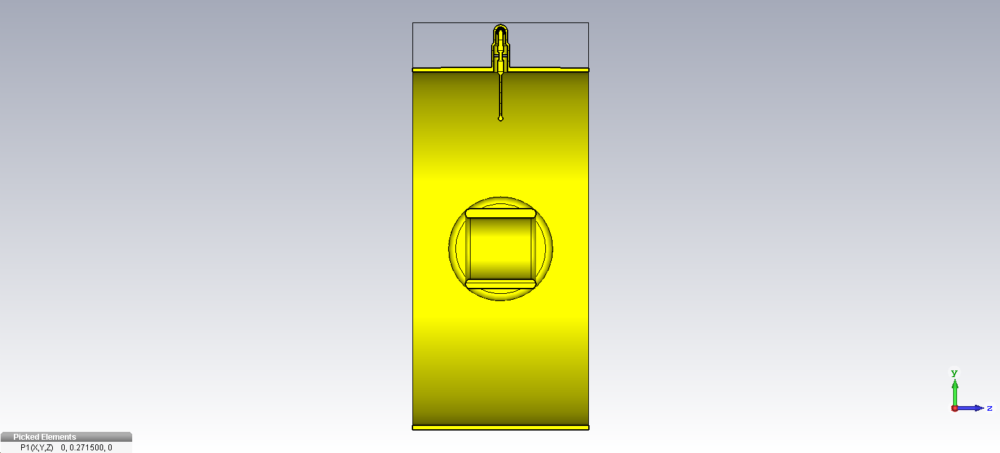 y
z
Picked Elements
P1(X,Y,Z) 0, 0.271500, 0